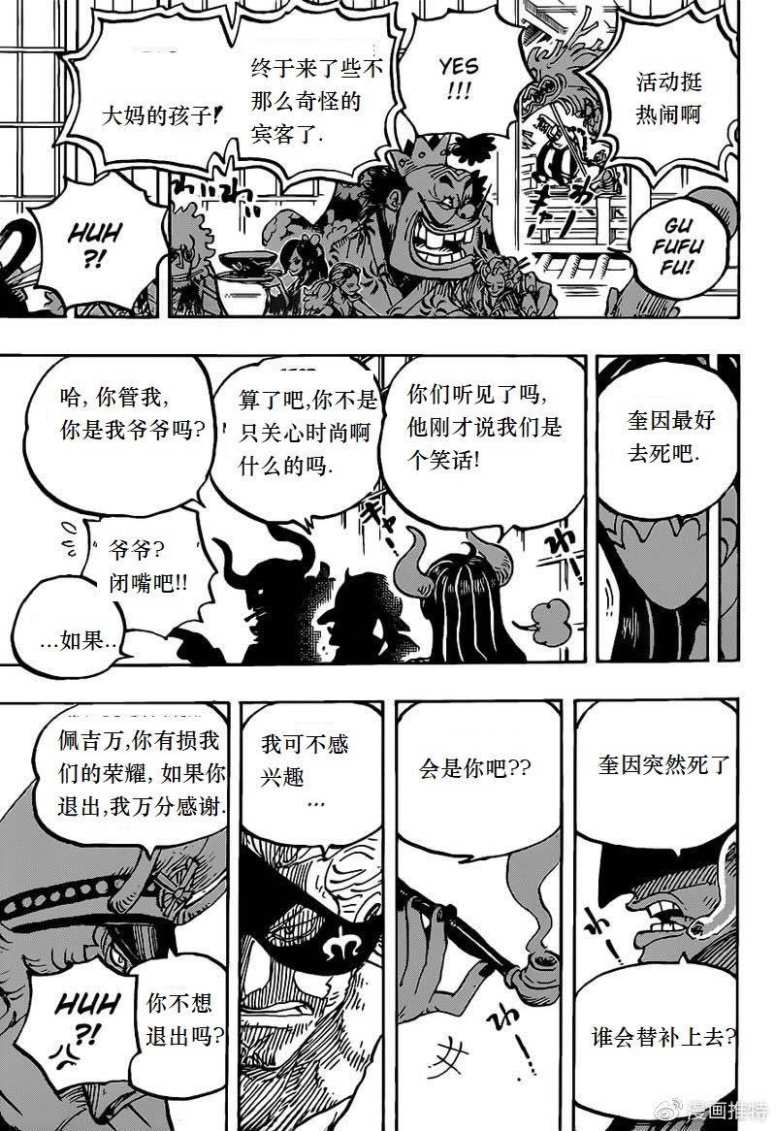 活动挺
热闹啊
GU
FUFU
FU!
YES
!!!
终于来了些不
那么奇怪的
宾客了.
大妈的孩子!
HUH
?!
奎因最好
去死吧.
你们听见了吗,
他刚才说我们是
个笑话!
算了吧,你不是
只关心时尚啊
什么的吗.
哈, 你管我,
你是我爷爷吗?
爷爷?
闭嘴吧!!
...如果..
奎因突然死了
谁会替补上去?
会是你吧??
我可不感
兴趣
...
佩吉万,你有损我
们的荣耀, 如果你
退出,我万分感谢.
你不想
退出吗?
HUH
?!
漫画推特